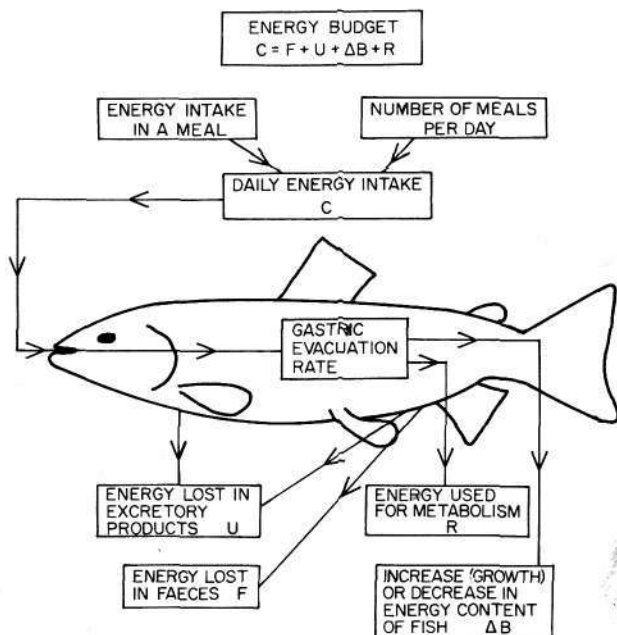 ENERGY BUDGET
C = F + U + ΔB + R
ENERGY INTAKE
IN A MEAL
NUMBER OF MEALS
PER DAY
DAILY ENERGY INTAKE
C
GASTRIC
EVACUATION
RATE
ENERGY LOST IN
EXCRETORY
PRODUCTS U
ENERGY USED
FOR METABOLISM
R
ENERGY LOST
IN FAECES F
INCREASE (GROWTH)
OR DECREASE IN
ENERGY CONTENT
OF FISH ΔB